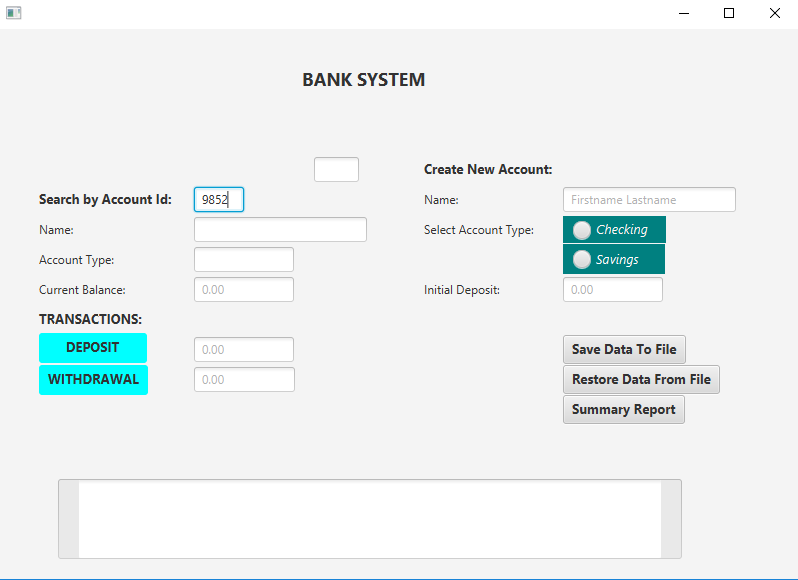 BANK SYSTEM
Search by Account Id: 9852
Name:
Account Type:
Current Balance: 0.00
TRANSACTIONS:
DEPOSIT 0.00
WITHDRAWAL 0.00
Create New Account:
Name: Firstname Lastname
Select Account Type: Checking
Savings
Initial Deposit: 0.00
Save Data To File
Restore Data From File
Summary Report